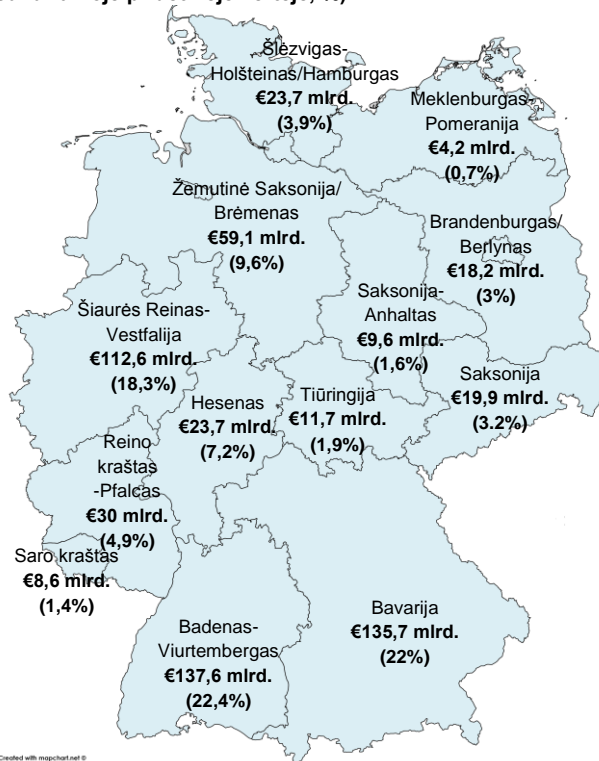 Šlėzvigas-
Holšteinas/Hamburgas
€23,7 mlrd.
(3,9%)
Meklenburgas-
Pomeranija
€4,2 mlrd.
(0,7%)
Žemutinė Saksonija/
Brėmenas
€59,1 mlrd.
(9,6%)
Brandenburgas/
Berlynas
€18,2 mlrd.
(3%)
Saksonija-
Anhaltas
€9,6 mlrd.
(1,6%)
Šiaurės Reinas-
Vestfalija
€112,6 mlrd.
(18,3%)
Saksonija
€19,9 mlrd.
(3.2%)
Hesenas
€23,7 mlrd.
(7,2%)
Tiūringija
€11,7 mlrd.
(1,9%)
Reino
kraštas
-Pfalcas
€30 mlrd.
(4,9%)
Saro kraštas
€8,6 mlrd.
(1,4%)
Bavarija
€135,7 mlrd.
(22%)
Badenas-
Viurtembergas
€137,6 mlrd.
(22,4%)
Created with mapchart.net ©